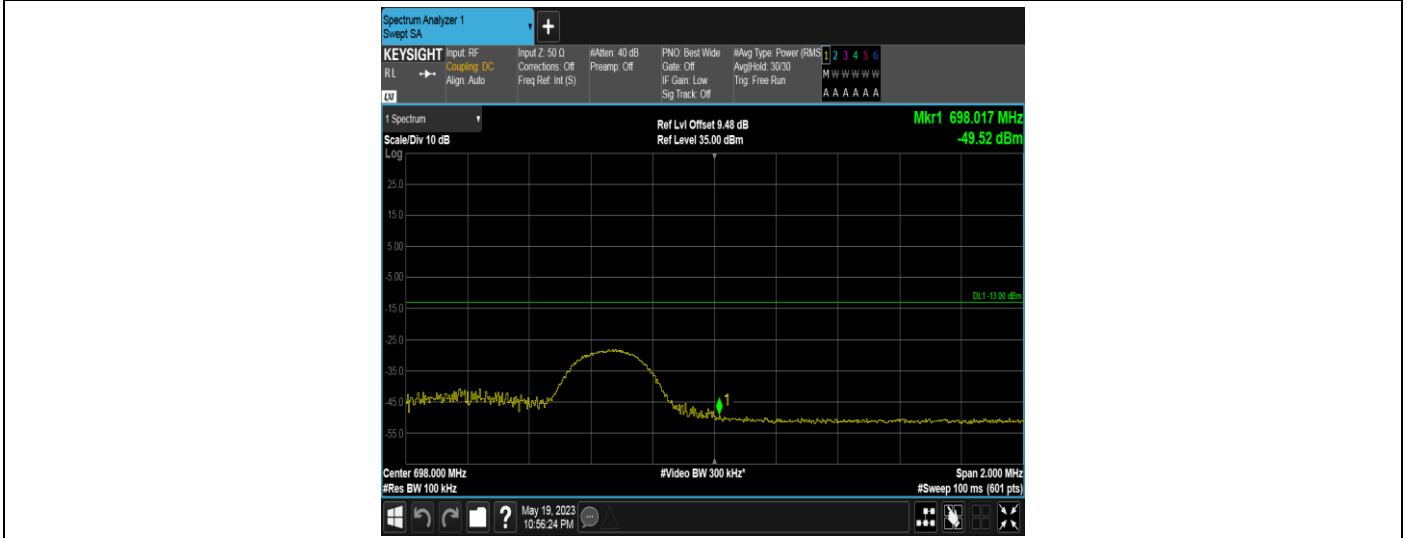 Spectrum Analyzer 1
Swept SA
+
KEYSIGHT
RL
LXI
Input: RF
Coupling: DC
Align: Auto
Input Z: 50 Ω
Corrections: Off
Freq Ref: Int (S)
#Atten: 40 dB
Preamp: Off
PNO: Best Wide
Gate: Off
IF Gain: Low
Sig Track: Off
#Avg Type: Power (RMS
Avg|Hold: 30/30
Trig: Free Run
1 2 3 4 5 6
M W W W W W
A A A A A A
1 Spectrum
Scale/Div 10 dB
Ref Lvl Offset 9.48 dB
Ref Level 35.00 dBm
Mkr1 698.017 MHz
-49.52 dBm
Log
25.0
15.0
5.00
-5.00
DL1 -13.00 dBm
-15.0
-25.0
-35.0
-45.0
1
-55.0
Center 698.000 MHz
#Video BW 300 kHz*
Span 2.000 MHz
#Res BW 100 kHz
#Sweep 100 ms (601 pts)
?
May 19, 2023
10:56:24 PM